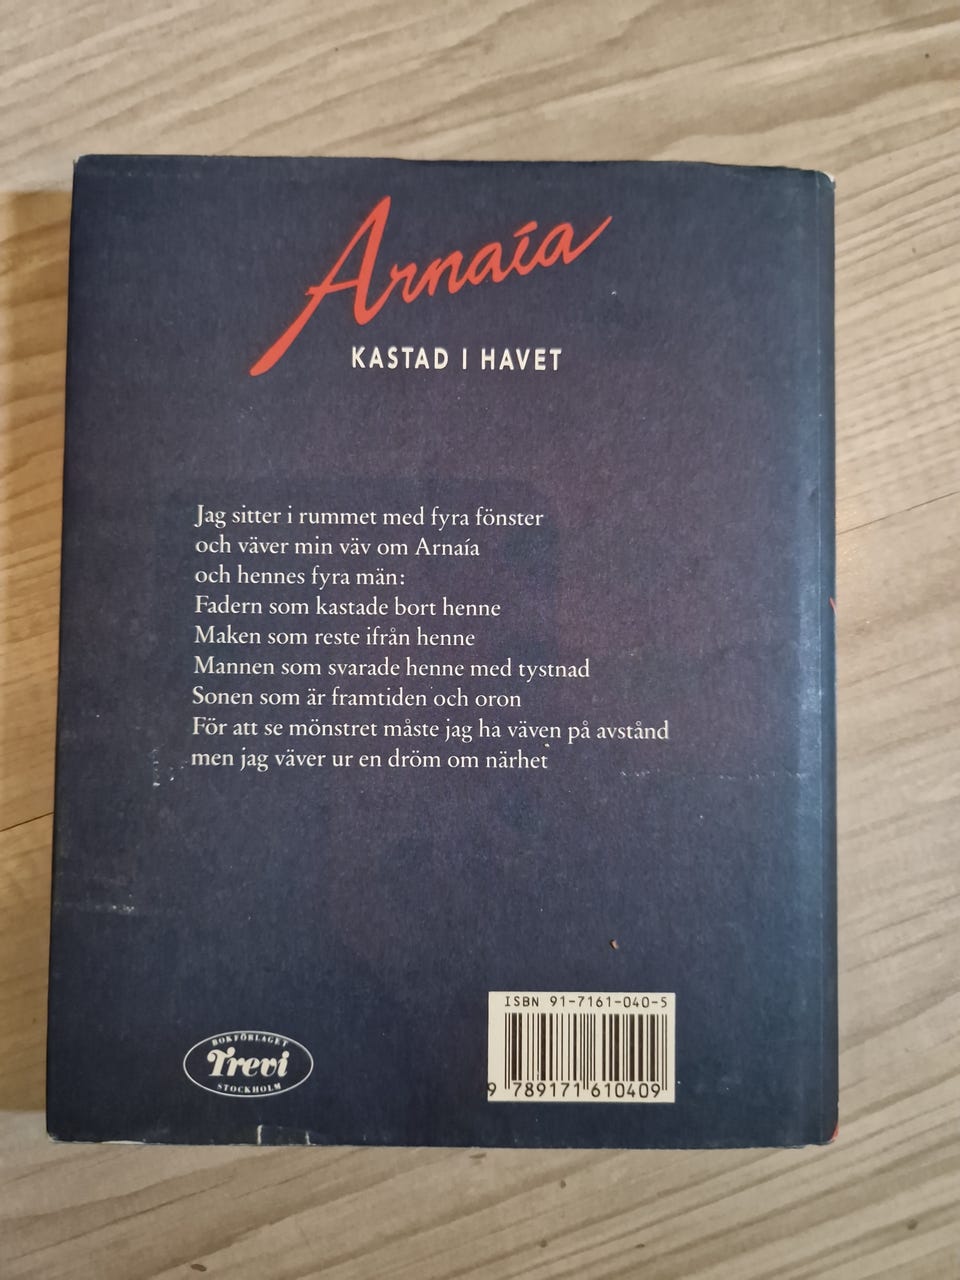 Arnaía
KASTAD I HAVET
Jag sitter i rummet med fyra fönster
och väver min väv om Arnaía
och hennes fyra män:
Fadern som kastade bort henne
Maken som reste ifrån henne
Mannen som svarade henne med tystnad
Sonen som är framtiden och oron
För att se mönstret måste jag ha väven på avstånd
men jag väver ur en dröm om närhet
BOKFÖRLAGET
Trevi
STOCKHOLM
ISBN 91-7161-040-5
9 789171 610409